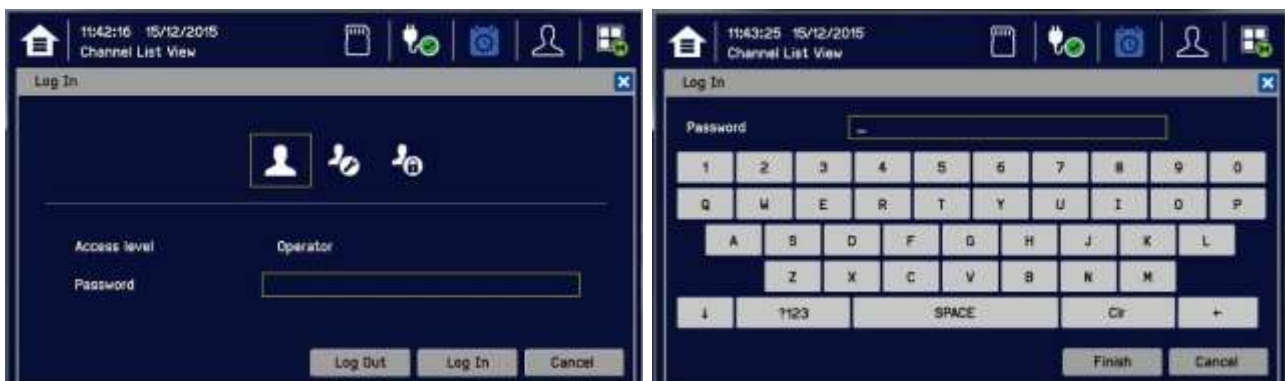 11:42:16 15/12/2015
Channel List View
Log In
Access level Operator
Password
Log Out Log In Cancel
11:43:25 15/12/2015
Channel List View
Log In
Password _
1 2 3 4 5 6 7 8 9 0
Q W E R T Y U I O P
A S D F G H J K L
Z X C V B N M
↓ ?123 SPACE Clr ←
Finish Cancel